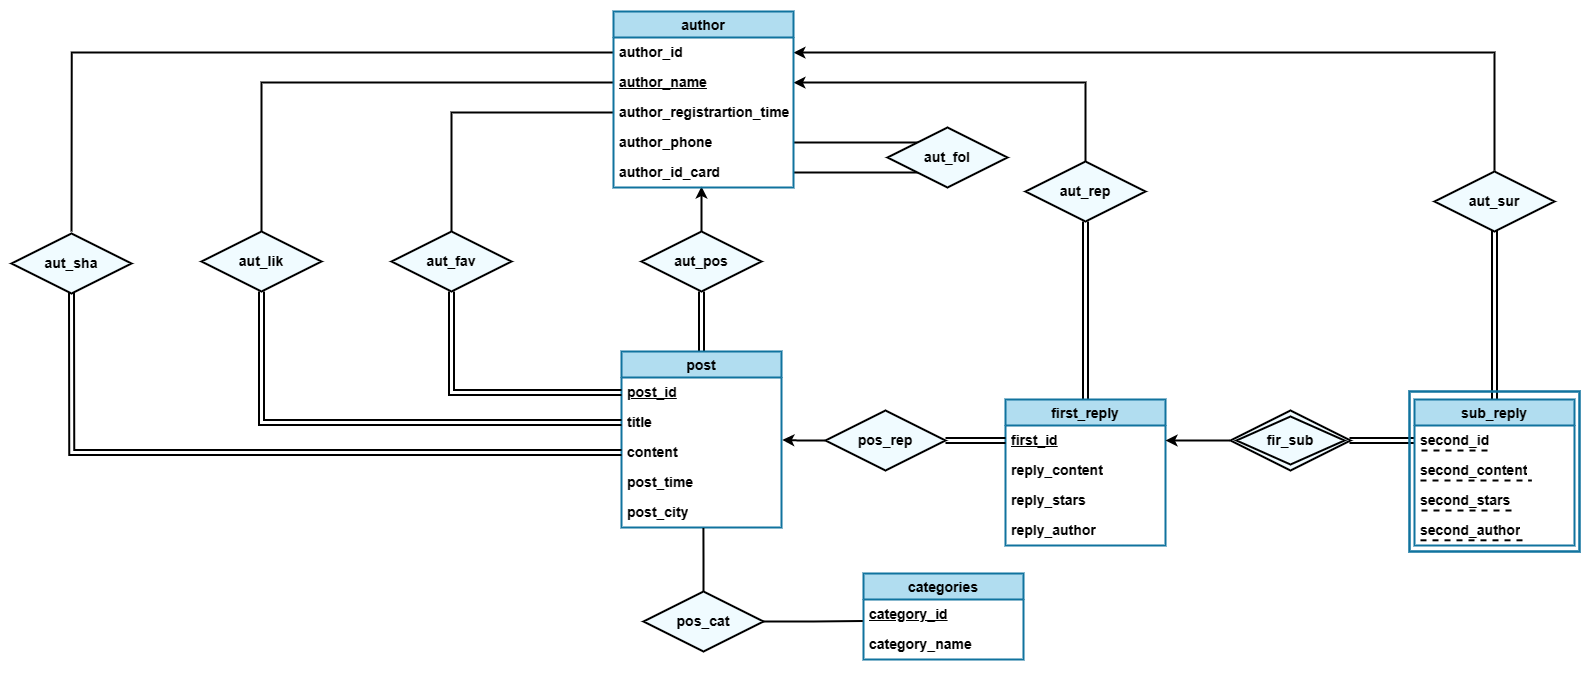 author
author_id
author_name
author_registrartion_time
author_phone
author_id_card
aut_fol
aut_rep
aut_sur
aut_sha
aut_lik
aut_fav
aut_pos
post
post_id
title
content
post_time
post_city
pos_rep
first_reply
first_id
reply_content
reply_stars
reply_author
fir_sub
sub_reply
second_id
second_content
second_stars
second_author
pos_cat
categories
category_id
category_name